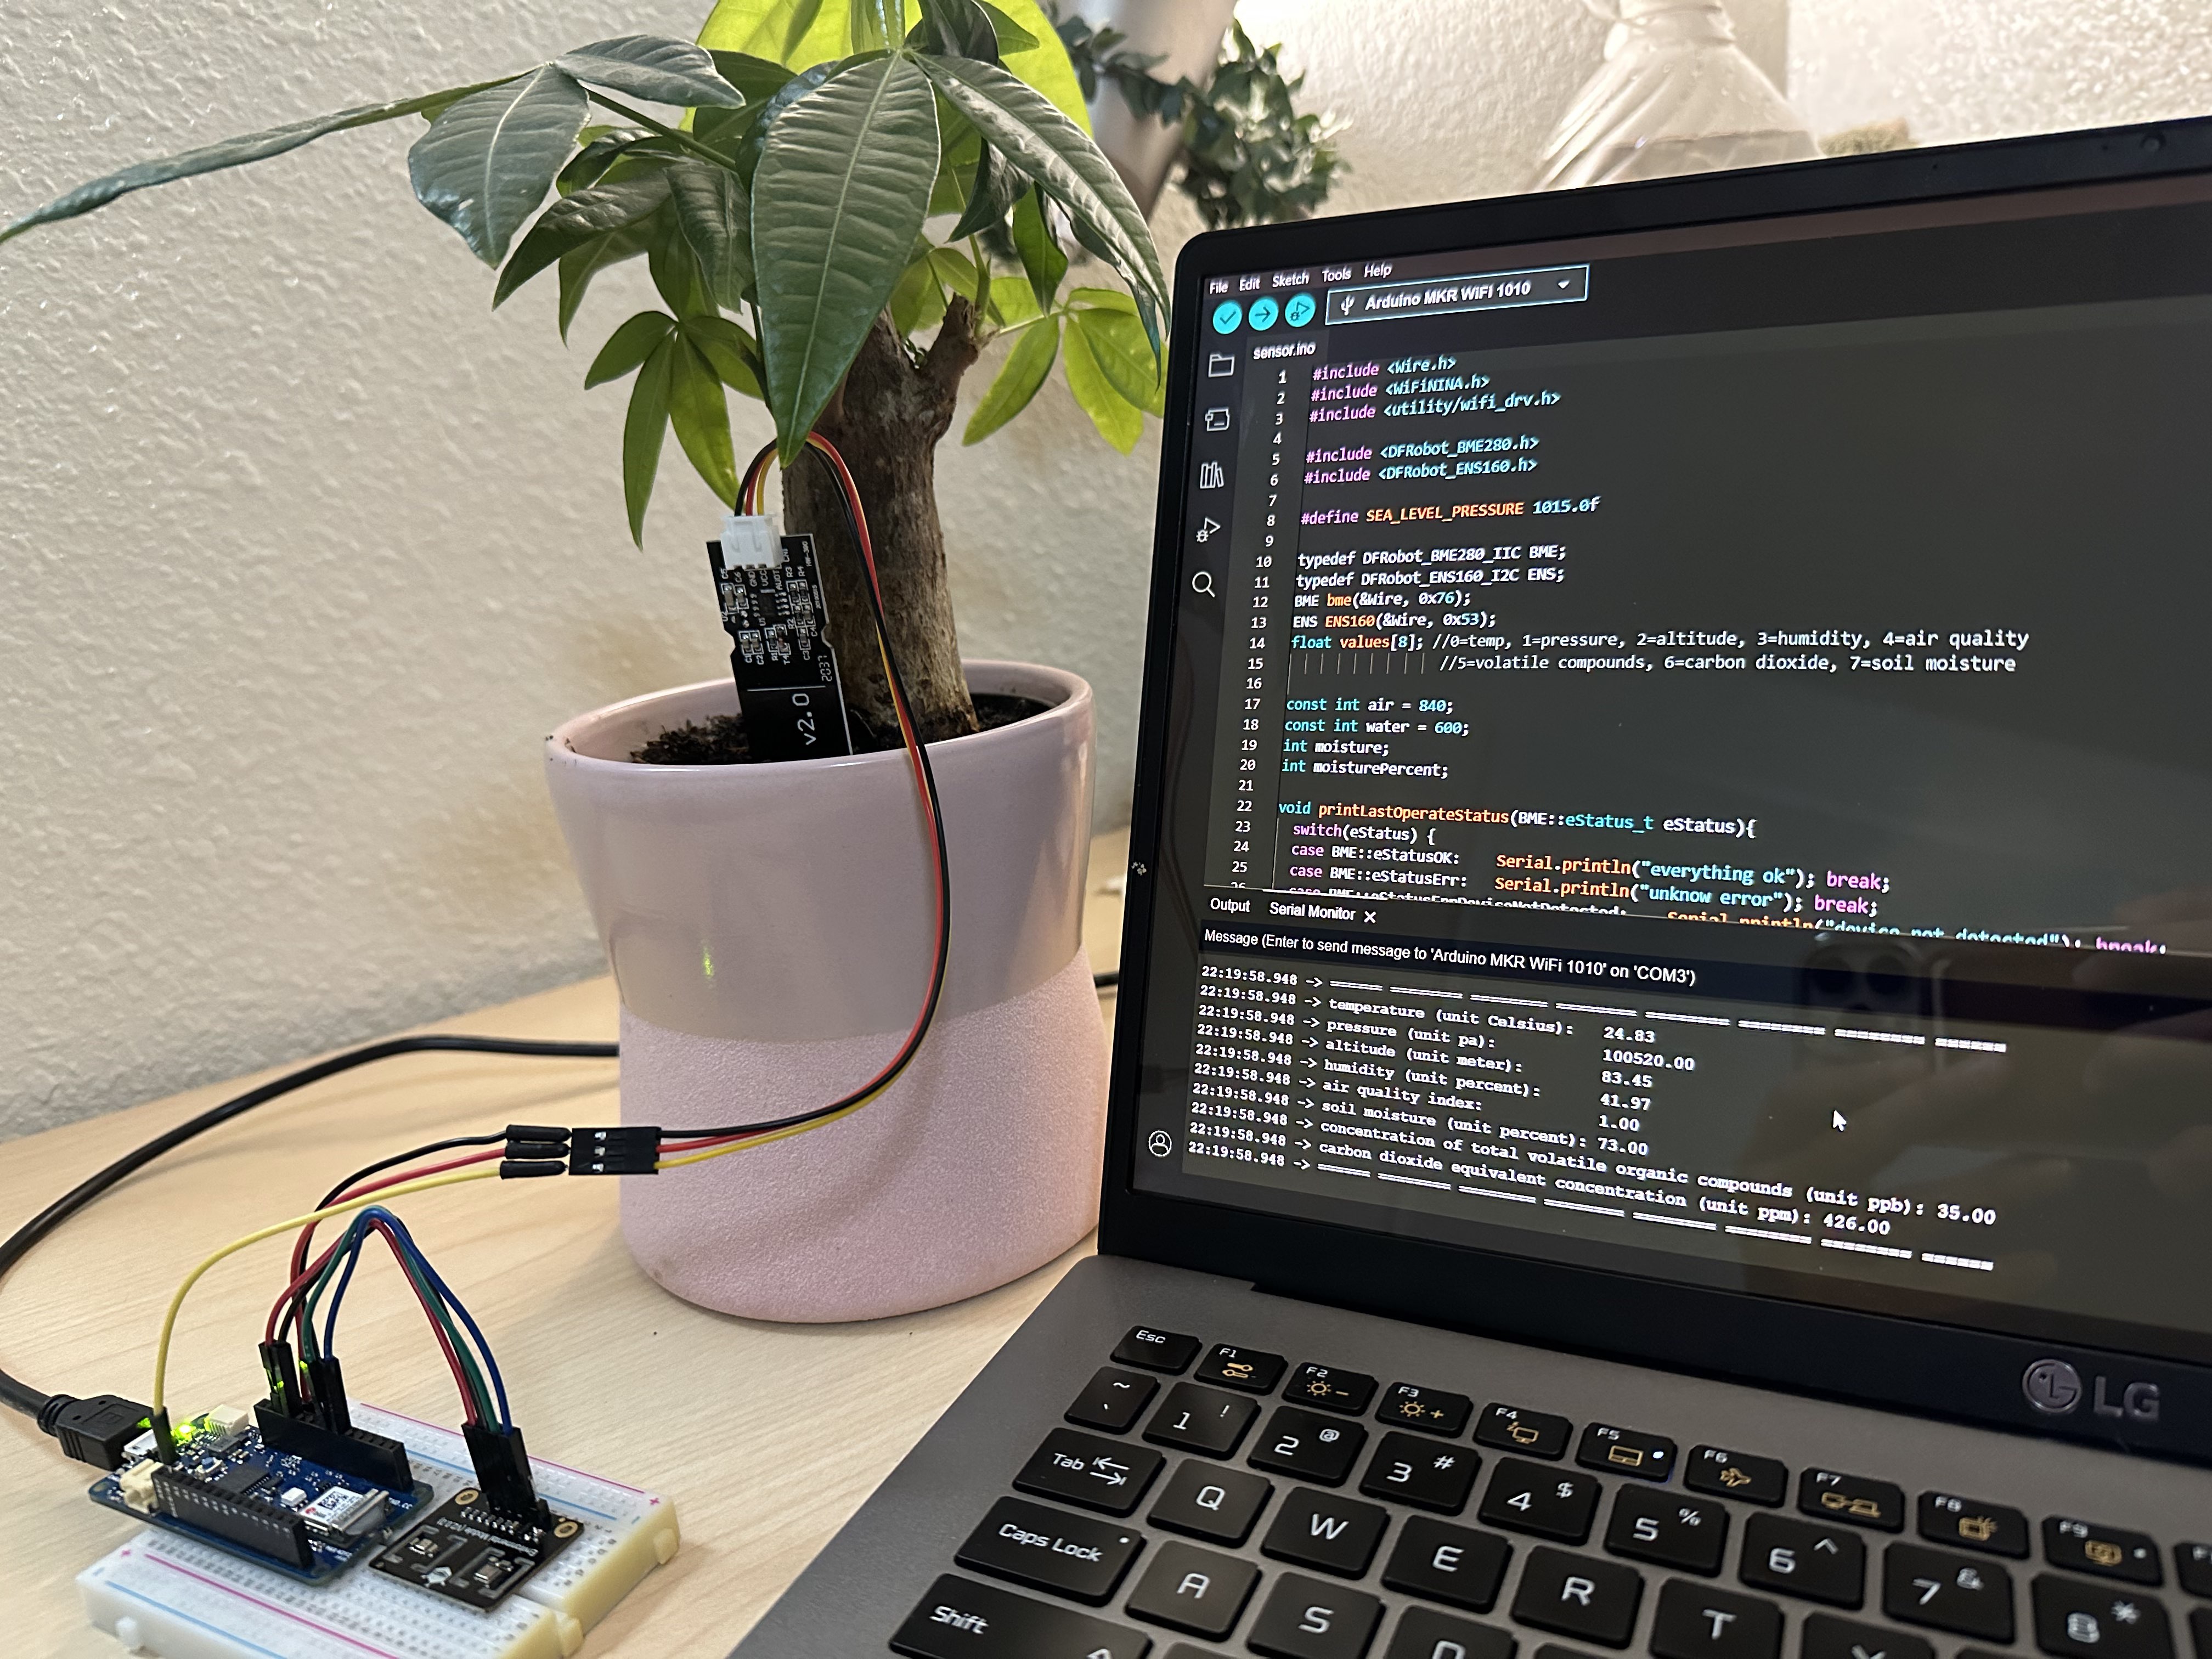 File Edit Sketch Tools Help
Arduino MKR WiFi 1010
sensor.ino
1 #include <Wire.h>
2 #include <WiFiNINA.h>
3 #include <utility/wifi_drv.h>
4
5 #include <DFRobot_BME280.h>
6 #include <DFRobot_ENS160.h>
7
8 #define SEA_LEVEL_PRESSURE 1015.0f
9
10 typedef DFRobot_BME280_IIC BME;
11 typedef DFRobot_ENS160_I2C ENS;
12 BME bme(&Wire, 0x76);
13 ENS ENS160(&Wire, 0x53);
14 float values[8]; //0=temp, 1=pressure, 2=altitude, 3=humidity, 4=air quality
15 //5=volatile compounds, 6=carbon dioxide, 7=soil moisture
16
17 const int air = 840;
18 const int water = 600;
19 int moisture;
20 int moisturePercent;
21
22 void printLastOperateStatus(BME::eStatus_t eStatus){
23 switch(eStatus) {
24 case BME::eStatusOK: Serial.println("everything ok"); break;
25 case BME::eStatusErr: Serial.println("unknow error"); break;
26 case BME::eStatusErrDeviceNotDetected: Serial.println("device not detected"); break;
Output Serial Monitor
Message (Enter to send message to 'Arduino MKR WiFi 1010' on 'COM3')
22:19:58.948 -> ====== ======== ======== ======== ======== ======== ======== ======
22:19:58.948 -> temperature (unit Celsius): 24.83
22:19:58.948 -> pressure (unit pa): 100520.00
22:19:58.948 -> altitude (unit meter): 83.45
22:19:58.948 -> humidity (unit percent): 41.97
22:19:58.948 -> air quality index: 1.00
22:19:58.948 -> soil moisture (unit percent): 73.00
22:19:58.948 -> concentration of total volatile organic compounds (unit ppb): 35.00
22:19:58.948 -> carbon dioxide equivalent concentration (unit ppm): 426.00
22:19:58.948 -> ====== ======== ======== ======== ======== ======== ======== ======
GND
VCC
AUOT
2037
v2.0
LG
Esc F1 F2 F3 F4 F5 F6 F7 F8 F9
~ ` 1 ! 2 @ 3 # 4 $ 5 % 6 ^ 7 & 8 *
Tab Q W E R T
Caps Lock A S D
Shift